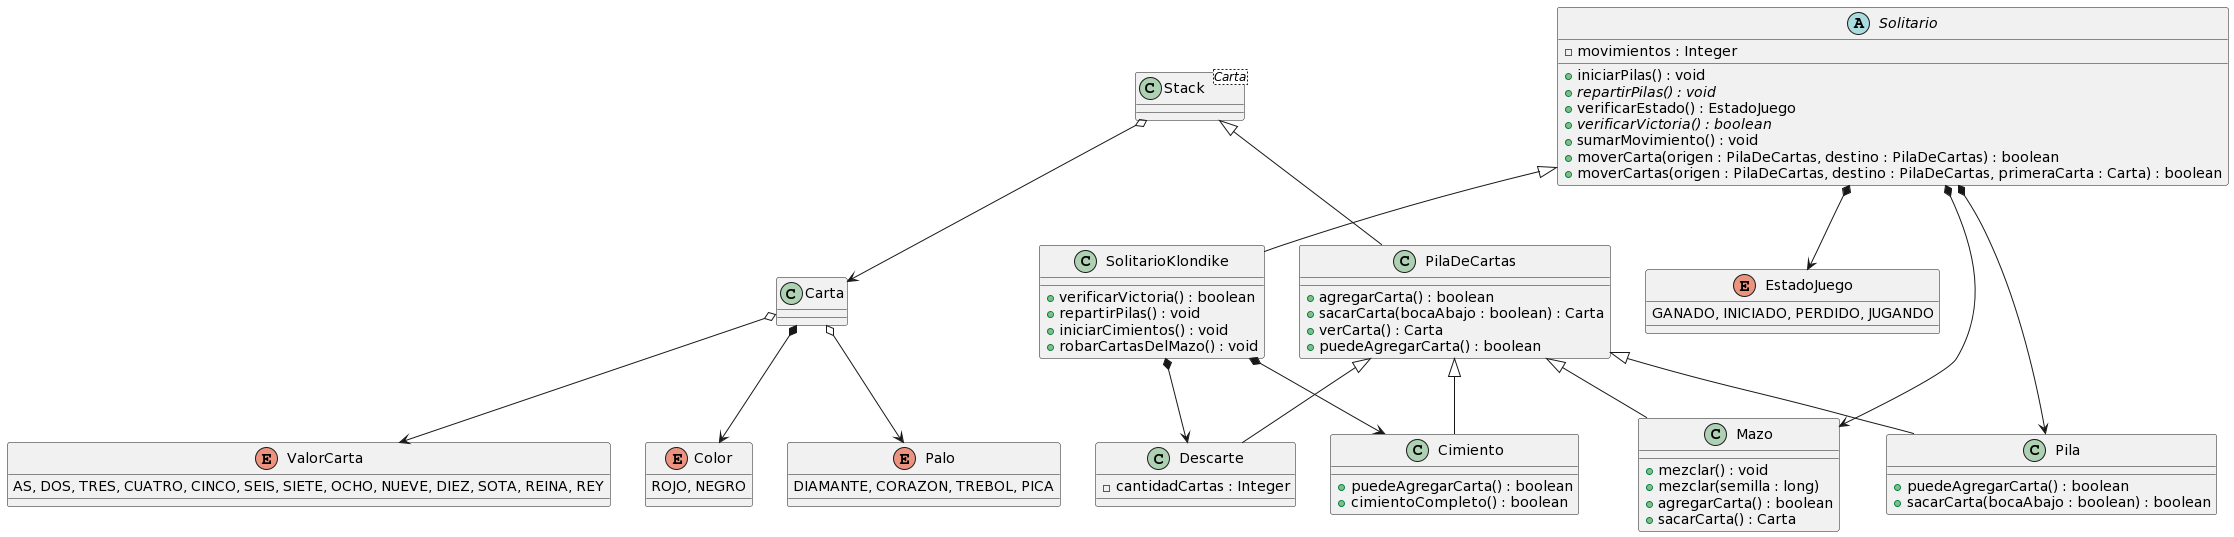 A Solitario
movimientos : Integer
iniciarPilas() : void
repartirPilas() : void
verificarEstado() : EstadoJuego
verificarVictoria() : boolean
sumarMovimiento() : void
moverCarta(origen : PilaDeCartas, destino : PilaDeCartas) : boolean
moverCartas(origen : PilaDeCartas, destino : PilaDeCartas, primeraCarta : Carta) : boolean
C Stack Carta
C Carta
C SolitarioKlondike
verificarVictoria() : boolean
repartirPilas() : void
iniciarCimientos() : void
robarCartasDelMazo() : void
C PilaDeCartas
agregarCarta() : boolean
sacarCarta(bocaAbajo : boolean) : Carta
verCarta() : Carta
puedeAgregarCarta() : boolean
E EstadoJuego
GANADO, INICIADO, PERDIDO, JUGANDO
E ValorCarta
AS, DOS, TRES, CUATRO, CINCO, SEIS, SIETE, OCHO, NUEVE, DIEZ, SOTA, REINA, REY
E Color
ROJO, NEGRO
E Palo
DIAMANTE, CORAZON, TREBOL, PICA
C Descarte
cantidadCartas : Integer
C Cimiento
puedeAgregarCarta() : boolean
cimientoCompleto() : boolean
C Mazo
mezclar() : void
mezclar(semilla : long)
agregarCarta() : boolean
sacarCarta() : Carta
C Pila
puedeAgregarCarta() : boolean
sacarCarta(bocaAbajo : boolean) : boolean